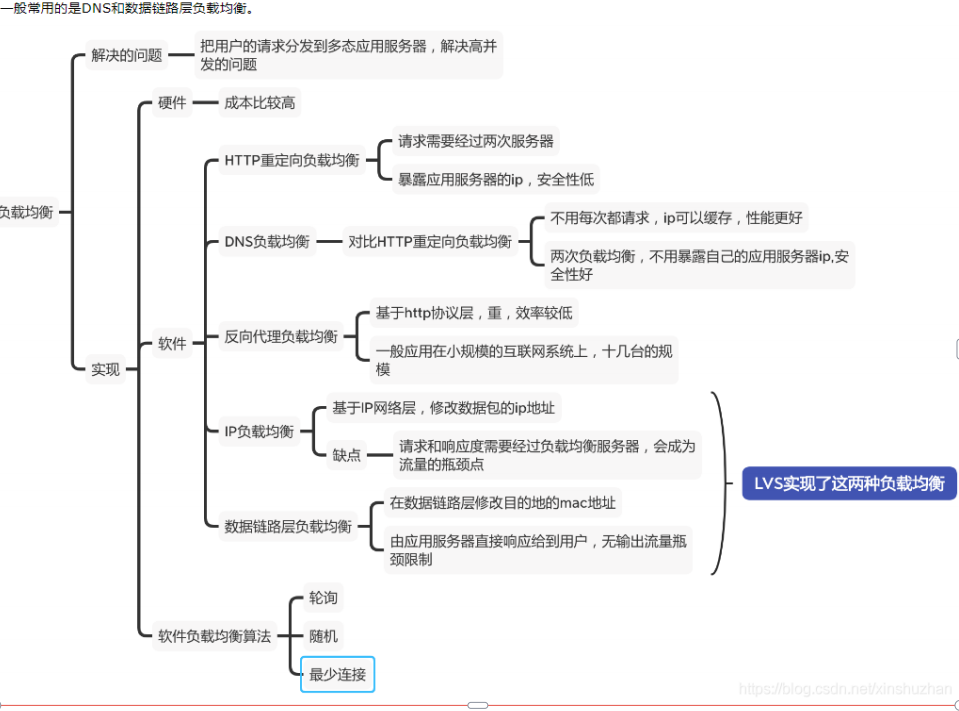 一般常用的是DNS和数据链路层负载均衡。
负载均衡
解决的问题
把用户的请求分发到多态应用服务器，解决高并
发的问题
实现
硬件
成本比较高
软件
HTTP重定向负载均衡
请求需要经过两次服务器
暴露应用服务器的ip，安全性低
DNS负载均衡
对比HTTP重定向负载均衡
不用每次都请求，ip可以缓存，性能更好
两次负载均衡，不用暴露自己的应用服务器ip,安
全性好
反向代理负载均衡
基于http协议层，重，效率较低
一般应用在小规模的互联网系统上，十几台的规
模
IP负载均衡
基于IP网络层，修改数据包的ip地址
缺点
请求和响应度需要经过负载均衡服务器，会成为
流量的瓶颈点
数据链路层负载均衡
在数据链路层修改目的地的mac地址
由应用服务器直接响应给到用户，无输出流量瓶
颈限制
LVS实现了这两种负载均衡
软件负载均衡算法
轮询
随机
最少连接
https://blog.csdn.net/xinshuzhan